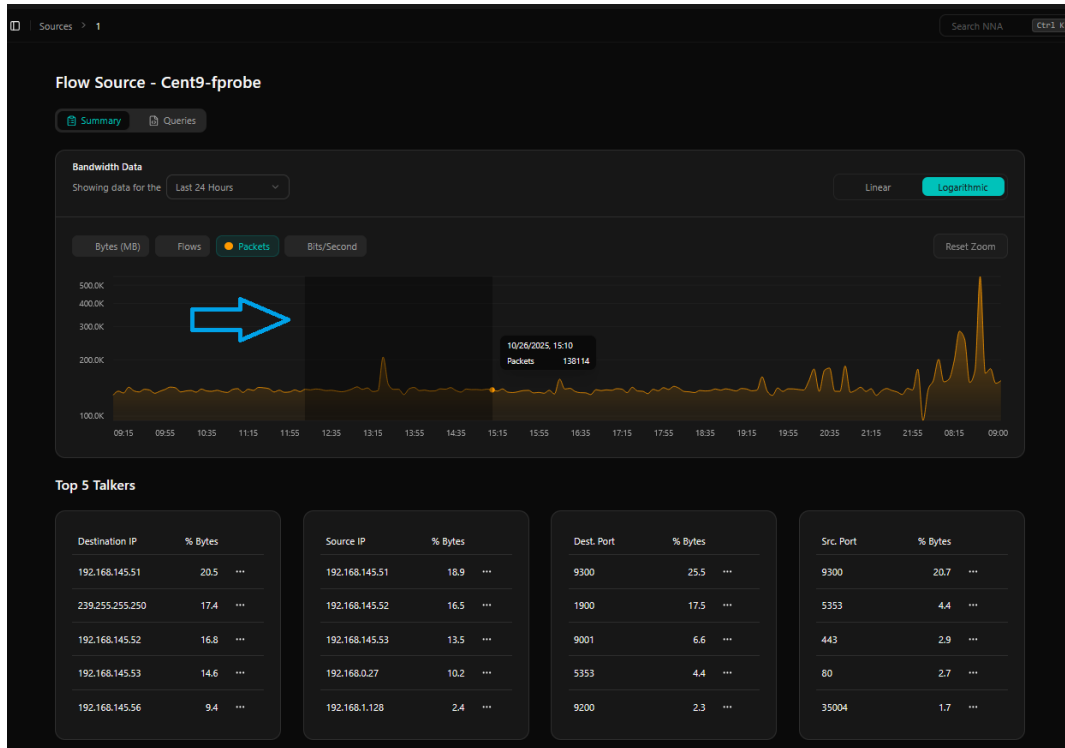 Sources > 1
Search NNA Ctrl K
Flow Source - Cent9-fprobe
Summary Queries
Bandwidth Data
Showing data for the Last 24 Hours
Linear Logarithmic
Bytes (MB) Flows Packets Bits/Second Reset Zoom
500.0K
400.0K
300.0K
200.0K
100.0K
10/26/2025, 15:10
Packets 138114
09:15 09:55 10:35 11:15 11:55 12:35 13:15 13:55 14:35 15:15 15:55 16:35 17:15 17:55 18:35 19:15 19:55 20:35 21:15 21:55 08:15 09:00
Top 5 Talkers
Destination IP % Bytes
192.168.145.51 20.5 ···
239.255.255.250 17.4 ···
192.168.145.52 16.8 ···
192.168.145.53 14.6 ···
192.168.145.56 9.4 ···
Source IP % Bytes
192.168.145.51 18.9 ···
192.168.145.52 16.5 ···
192.168.145.53 13.5 ···
192.168.0.27 10.2 ···
192.168.1.128 2.4 ···
Dest. Port % Bytes
9300 25.5 ···
1900 17.5 ···
9001 6.6 ···
5353 4.4 ···
9200 2.3 ···
Src. Port % Bytes
9300 20.7 ···
5353 4.4 ···
443 2.9 ···
80 2.7 ···
35004 1.7 ···